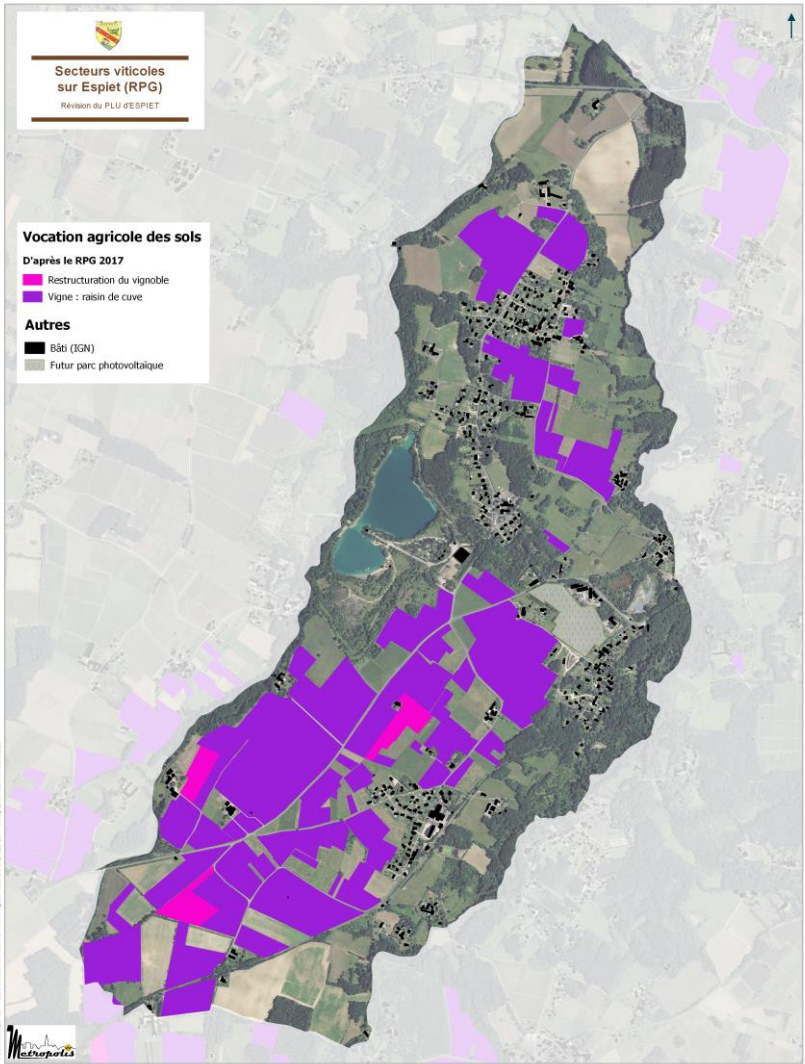 Secteurs viticoles
sur Espiet (RPG)
Révision du PLU d'ESPIET
Vocation agricole des sols
D'après le RPG 2017
Restructuration du vignoble
Vigne : raisin de cuve
Autres
Bâti (IGN)
Futur parc photovoltaïque
Metropolis